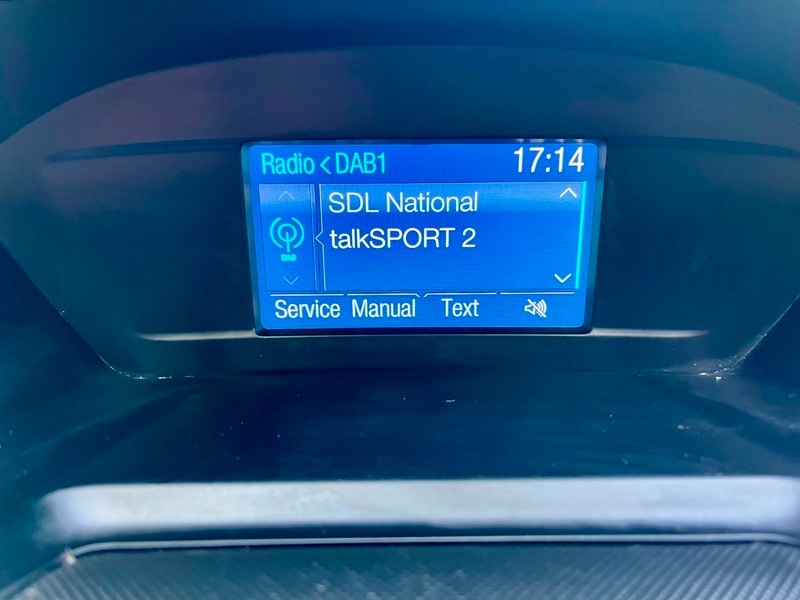 Radio < DAB1 17:14
SDL National
talkSPORT 2
DAB
Service Manual Text